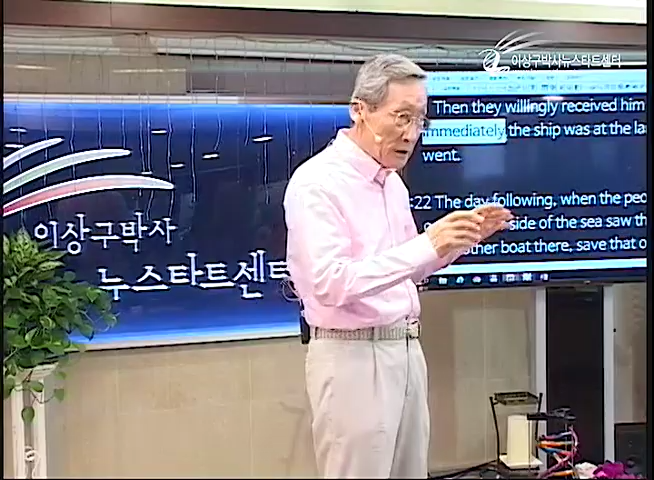 이상구박사뉴스타트센터
Then they willingly received him
immediately the ship was at the la
went.
:22 The day following, when the peo
side of the sea saw th
other boat there, save that o
이상구박사
뉴스타트센터